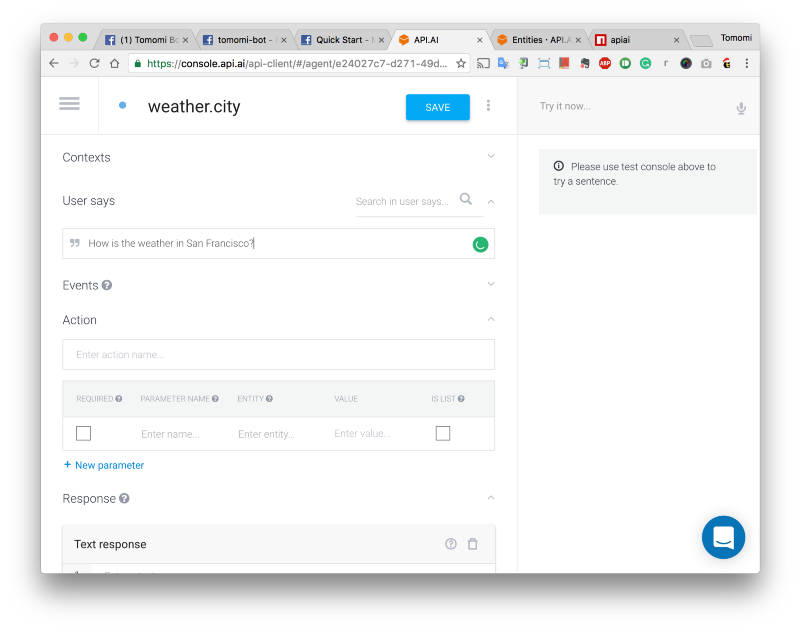 (1) Tomomi Bo
tomomi-bot -
Quick Start -
API.AI
Entities · API.A
apiai
Tomomi
https://console.api.ai/api-client/#/agent/e24027c7-d271-49d...
weather.city
SAVE
Try it now...
Please use test console above to
try a sentence.
Contexts
User says
Search in user says...
How is the weather in San Francisco?
Events
Action
Enter action name...
REQUIRED
PARAMETER NAME
ENTITY
VALUE
IS LIST
Enter name...
Enter entity...
Enter value...
+ New parameter
Response
Text response